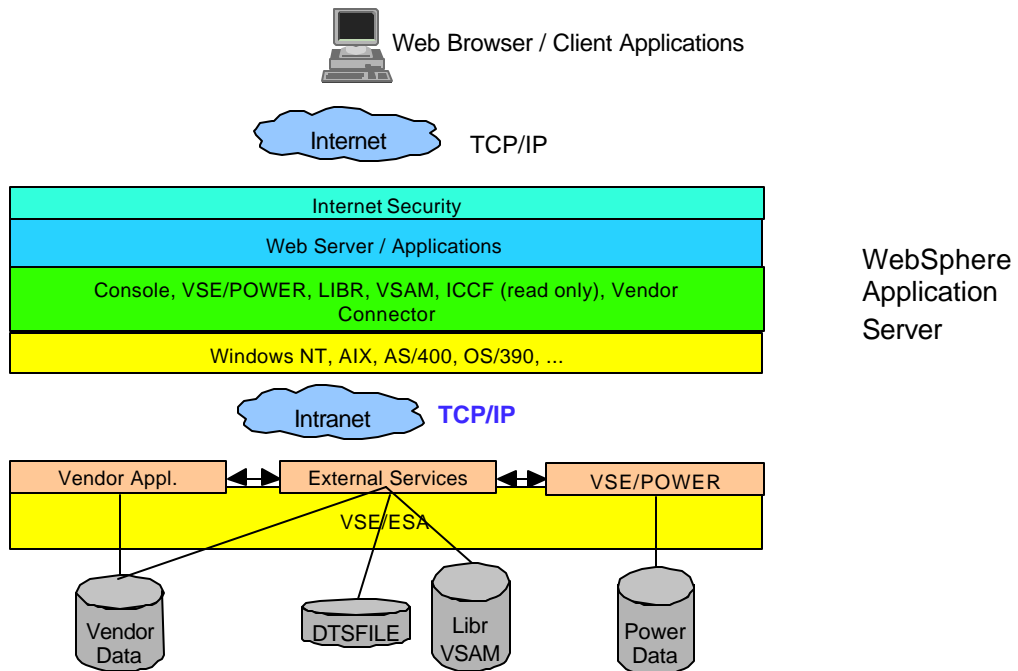 Web Browser / Client Applications
Internet
TCP/IP
Internet Security
Web Server / Applications
Console, VSE/POWER, LIBR, VSAM, ICCF (read only), Vendor
Connector
Windows NT, AIX, AS/400, OS/390, ...
WebSphere
Application
Server
Intranet
TCP/IP
Vendor Appl.
External Services
VSE/POWER
VSE/ESA
Vendor
Data
DTSFILE
Libr
VSAM
Power
Data